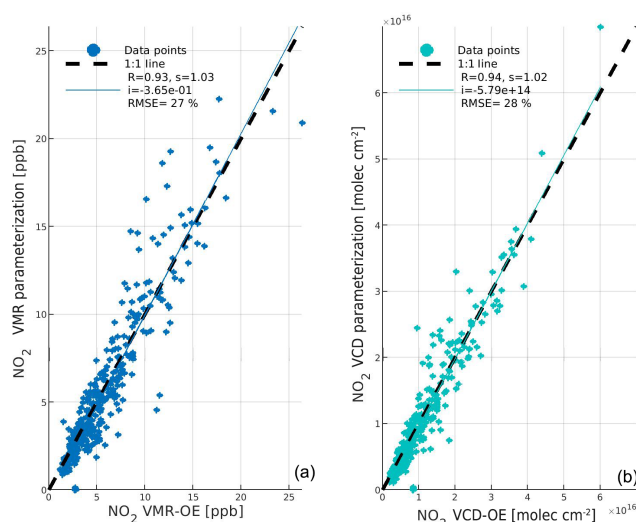 Data points
1:1 line
R=0.93, s=1.03
i=-3.65e-01
RMSE= 27 %
25
20
15
10
5
0
0 5 10 15 20 25
NO2 VMR parameterization [ppb]
NO2 VMR-OE [ppb]
(a)
×10^16
Data points
1:1 line
R=0.94, s=1.02
i=-5.79e+14
RMSE= 28 %
6
5
4
3
2
1
0
0 1 2 3 4 5 6
×10^16
NO2 VCD parameterization [molec cm-2]
NO2 VCD-OE [molec cm-2]
(b)